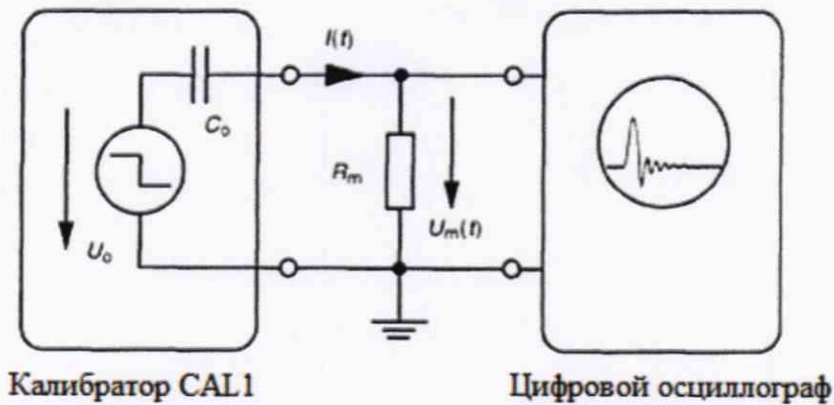 I(t)
C₀
Rₘ
Uₘ(t)
U₀
Калибратор CAL1
Цифровой осциллограф